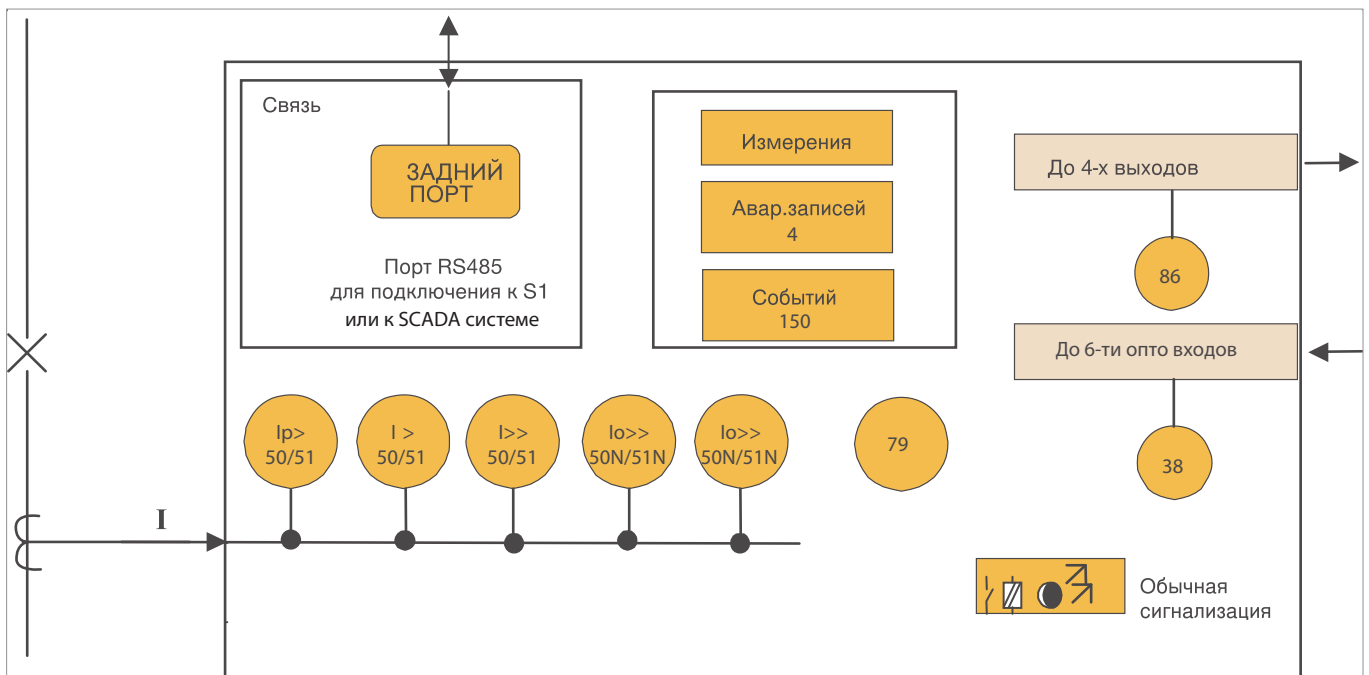 Связь
ЗАДНИЙ
ПОРТ
Порт RS485
для подключения к S1
или к SCADA системе
Измерения
Авар.записей
4
Событий
150
До 4-х выходов
86
До 6-ти опто входов
38
Ip>
50/51
I >
50/51
I>>
50/51
Io>>
50N/51N
Io>>
50N/51N
79
I
Обычная
сигнализация